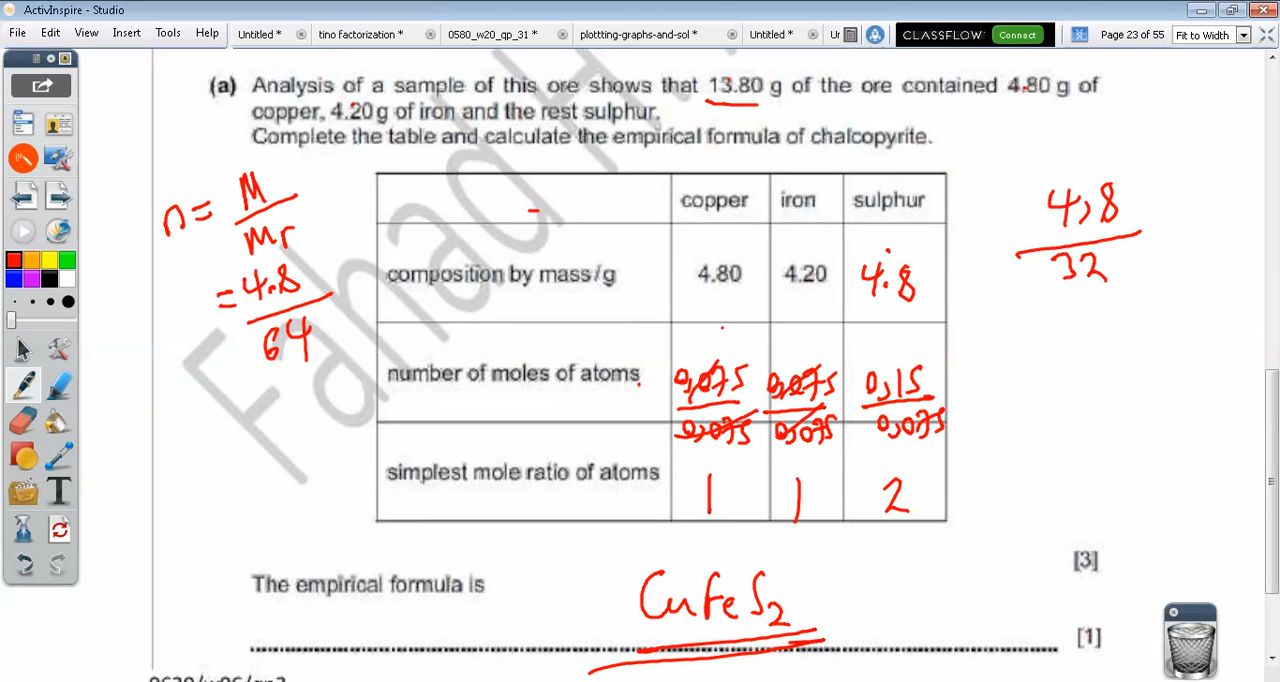 ActivInspire - Studio
File Edit View Insert Tools Help
Untitled * tino factorization * 0580_w20_qp_31 * plottting-graphs-and-sol * Untitled * Ur CLASSFLOW Connect Page 23 of 55 Fit to Width
(a) Analysis of a sample of this ore shows that 13.80 g of the ore contained 4.80 g of
copper, 4.20 g of iron and the rest sulphur.
Complete the table and calculate the empirical formula of chalcopyrite.
n = M / Mr
= 4.8 / 64
copper iron sulphur
composition by mass/g 4.80 4.20 4.8
4,8 / 32
number of moles of atoms 0,075 / 0,075 0,075 / 0,075 0,15 / 0,075
simplest mole ratio of atoms 1 1 2
[3]
The empirical formula is
CuFeS2
[1]
Fahad H